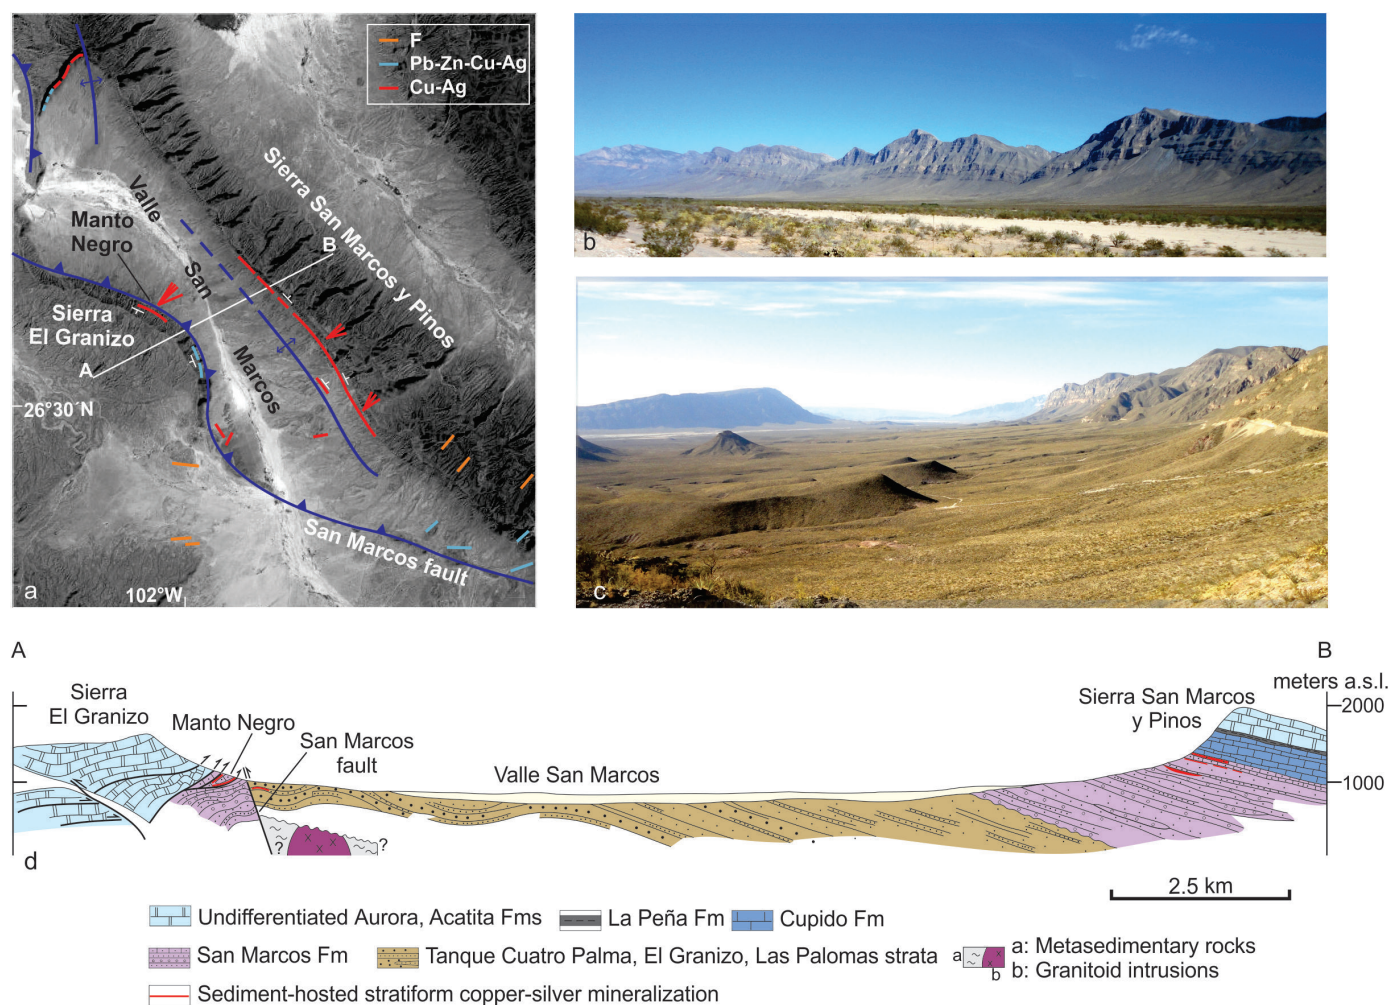 F
Pb-Zn-Cu-Ag
Cu-Ag
Valle
San
Marcos
Sierra San Marcos y Pinos
Manto
Negro
B
Sierra
El Granizo
A
26°30´N
San Marcos fault
102°W
a
b
c
A
B
meters a.s.l.
2000
1000
Sierra
El Granizo
Manto Negro
San Marcos
fault
Valle San Marcos
Sierra San Marcos
y Pinos
?
?
d
2.5 km
Undifferentiated Aurora, Acatita Fms
La Peña Fm
Cupido Fm
San Marcos Fm
Tanque Cuatro Palma, El Granizo, Las Palomas strata
a
b
a: Metasedimentary rocks
b: Granitoid intrusions
Sediment-hosted stratiform copper-silver mineralization